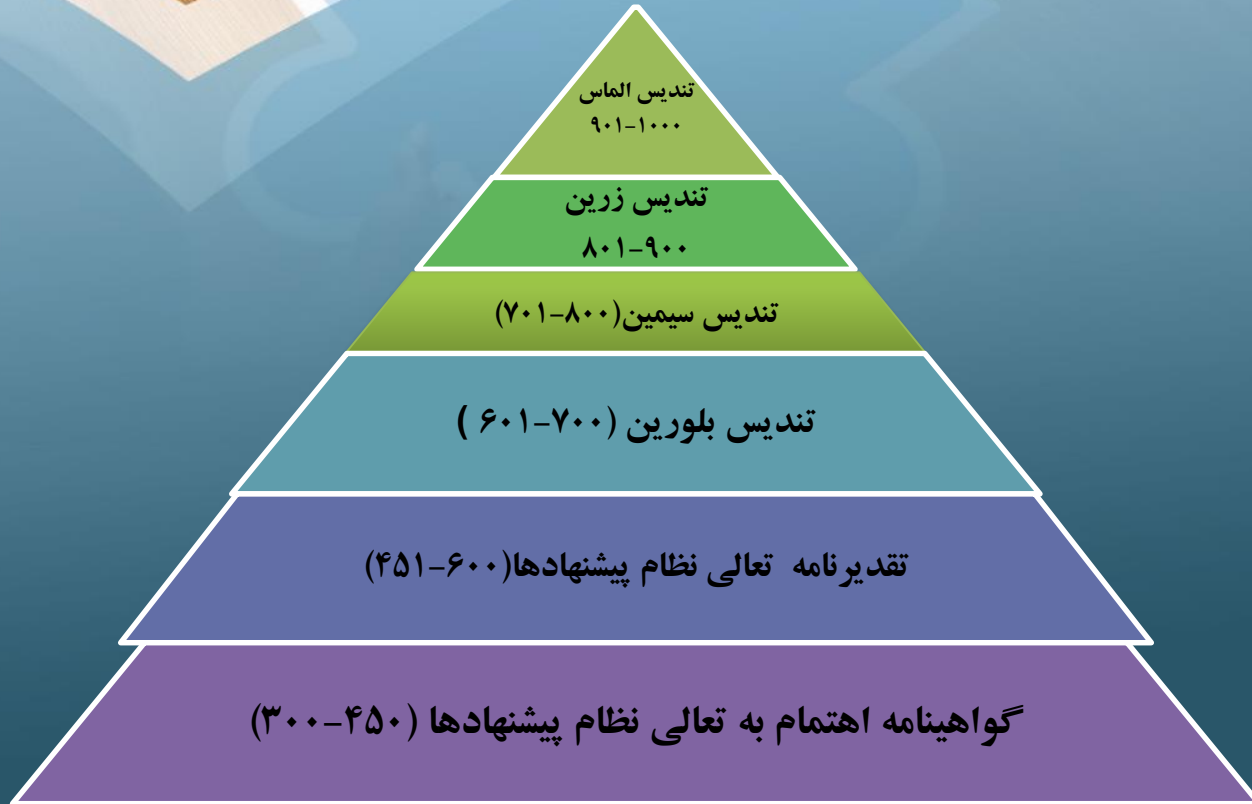 تندیس الماس
۹۰۱-۱۰۰۰
تندیس زرین
۸۰۱-۹۰۰
تندیس سیمین(۸۰۰-۷۰۱)
تندیس بلورین (۷۰۰-۶۰۱ )
تقدیرنامه تعالی نظام پیشنهادها(۶۰۰-۴۵۱)
گواهینامه اهتمام به تعالی نظام پیشنهادها (۴۵۰-۳۰۰)